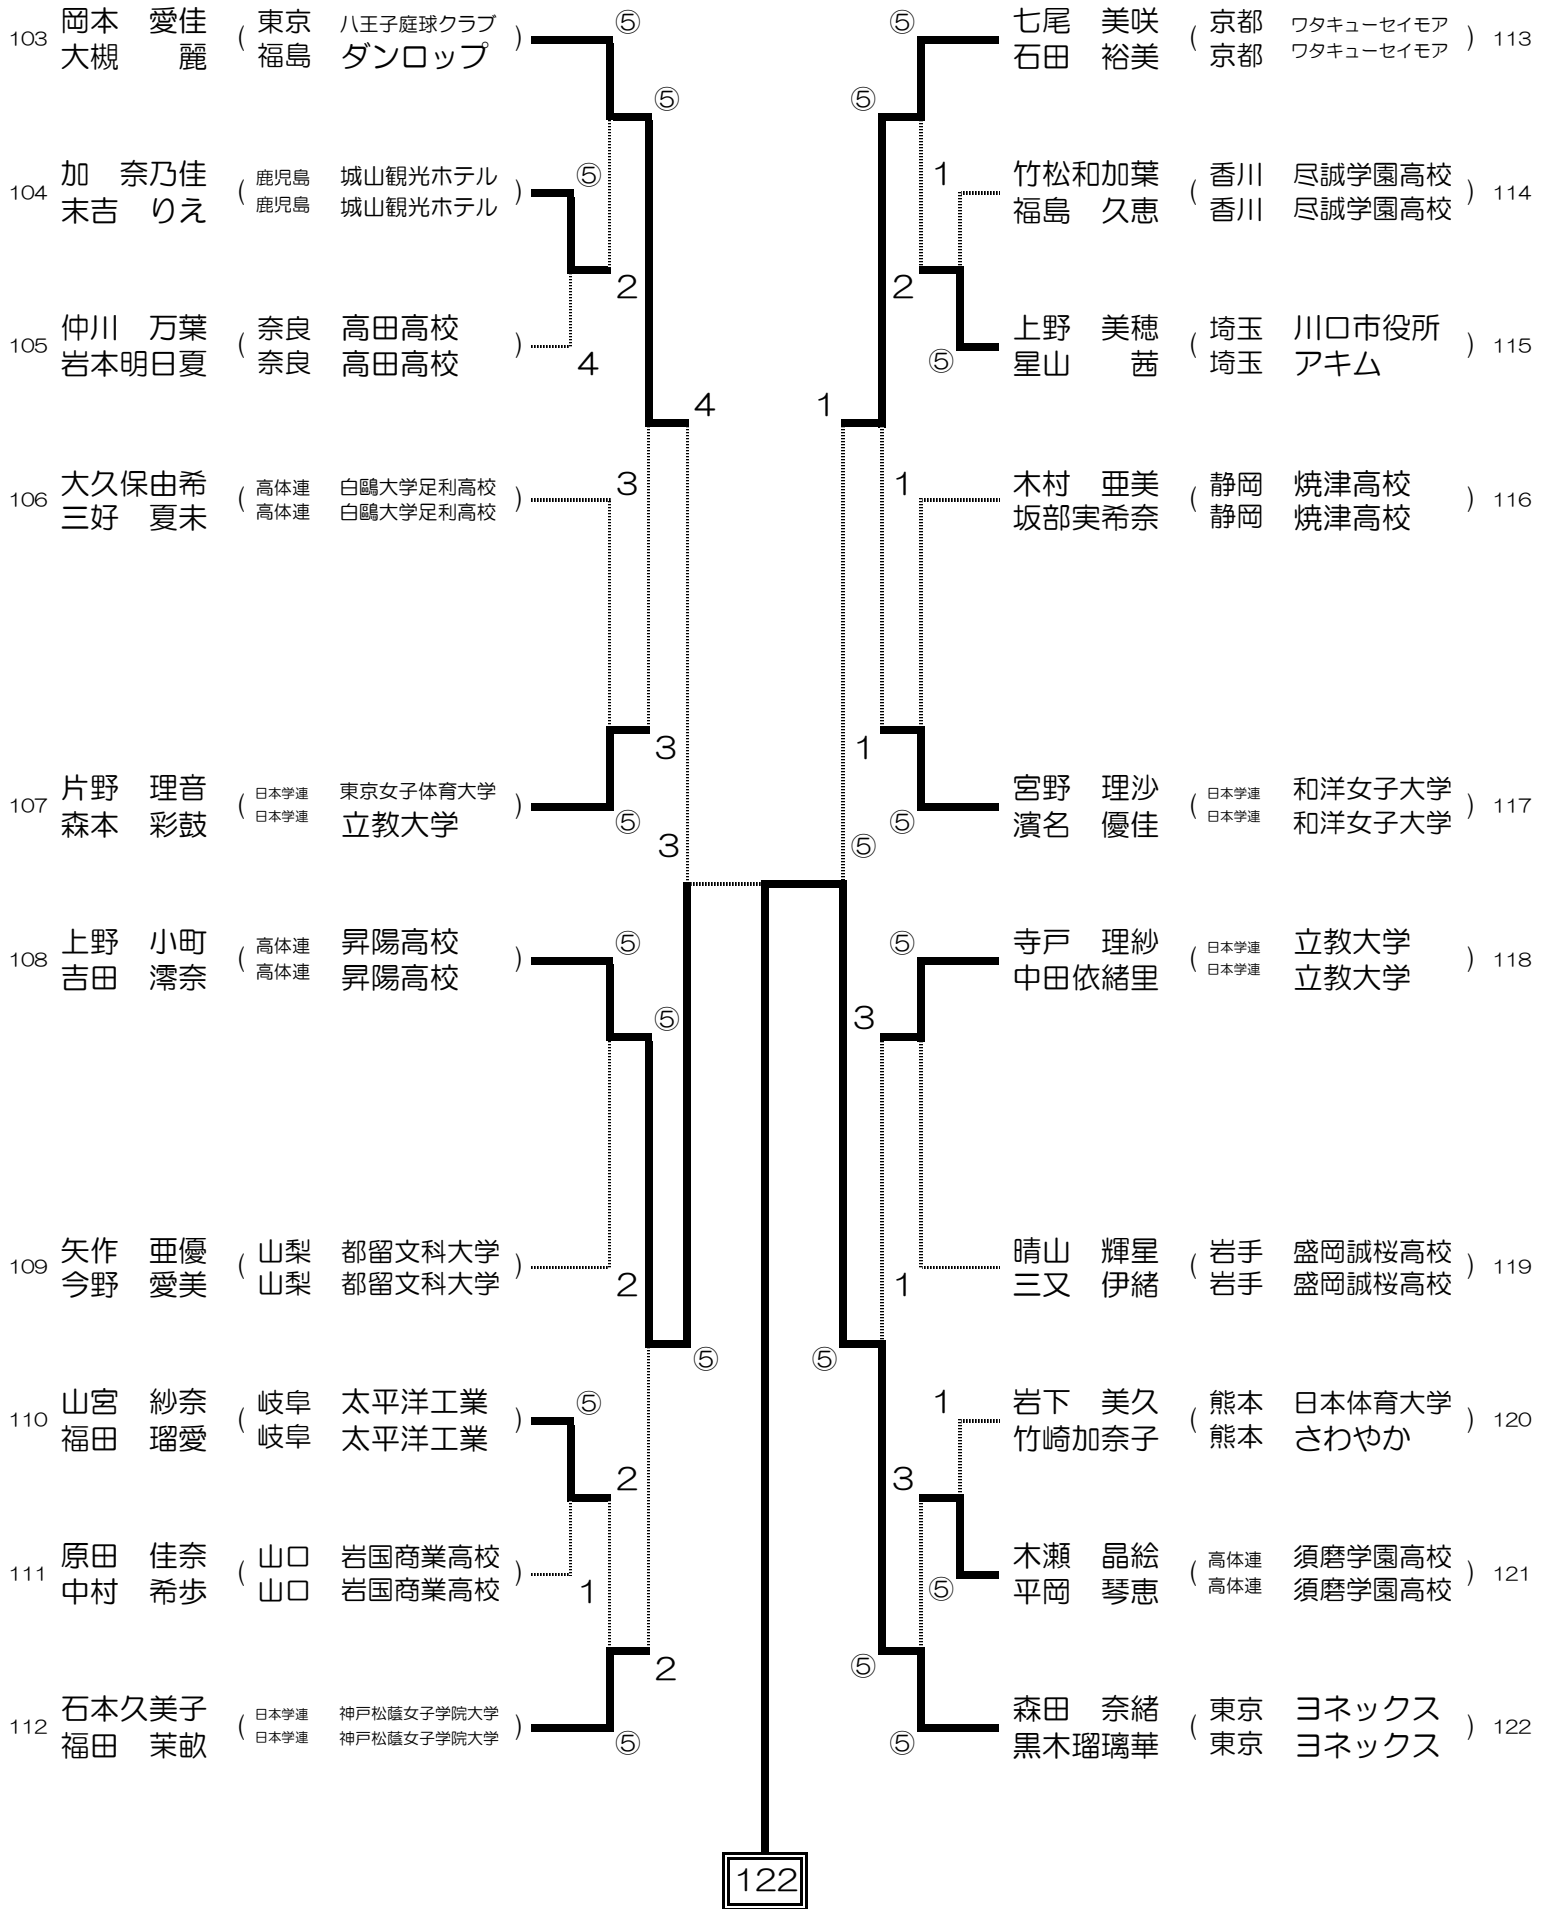 103 岡本　愛佳 ( 東京　八王子庭球クラブ )
大槻　麗　福島　ダンロップ
⑤
⑤
104 加　奈乃佳 ( 鹿児島　城山観光ホテル )
末吉　りえ　鹿児島　城山観光ホテル
⑤
2
105 仲川　万葉 ( 奈良　高田高校 )
岩本明日夏　奈良　高田高校
4
4
106 大久保由希 ( 高体連　白鷗大学足利高校 )
三好　夏未　高体連　白鷗大学足利高校
3
3
107 片野　理音 ( 日本学連　東京女子体育大学 )
森本　彩鼓　日本学連　立教大学
⑤
3
108 上野　小町 ( 高体連　昇陽高校 )
吉田　澪奈　高体連　昇陽高校
⑤
⑤
109 矢作　亜優 ( 山梨　都留文科大学 )
今野　愛美　山梨　都留文科大学
2
⑤
110 山宮　紗奈 ( 岐阜　太平洋工業 )
福田　瑠愛　岐阜　太平洋工業
⑤
2
111 原田　佳奈 ( 山口　岩国商業高校 )
中村　希歩　山口　岩国商業高校
1
2
112 石本久美子 ( 日本学連　神戸松蔭女子学院大学 )
福田　茉畝　日本学連　神戸松蔭女子学院大学
⑤
⑤
七尾　美咲 ( 京都　ワタキューセイモア ) 113
石田　裕美　京都　ワタキューセイモア
⑤
1
竹松和加葉 ( 香川　尽誠学園高校 ) 114
福島　久恵　香川　尽誠学園高校
2
上野　美穂 ( 埼玉　川口市役所 ) 115
星山　茜　埼玉　アキム
⑤
1
1
木村　亜美 ( 静岡　焼津高校 ) 116
坂部実希奈　静岡　焼津高校
1
宮野　理沙 ( 日本学連　和洋女子大学 ) 117
濱名　優佳　日本学連　和洋女子大学
⑤
⑤
⑤
寺戸　理紗 ( 日本学連　立教大学 ) 118
中田依緒里　日本学連　立教大学
3
晴山　輝星 ( 岩手　盛岡誠桜高校 ) 119
三又　伊緒　岩手　盛岡誠桜高校
1
⑤
1
岩下　美久 ( 熊本　日本体育大学 ) 120
竹崎加奈子　熊本　さわやか
3
木瀬　晶絵 ( 高体連　須磨学園高校 ) 121
平岡　琴恵　高体連　須磨学園高校
⑤
⑤
森田　奈緒 ( 東京　ヨネックス ) 122
黒木瑠璃華　東京　ヨネックス
⑤
122